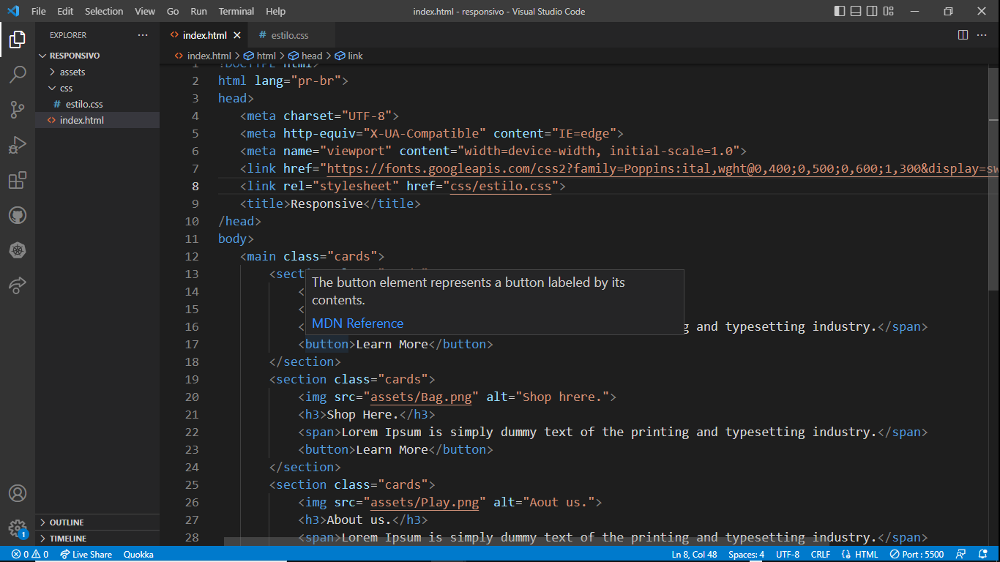 File Edit Selection View Go Run Terminal Help index.html - responsivo - Visual Studio Code
EXPLORER ···
RESPONSIVO
assets
css
# estilo.css
<> index.html
OUTLINE
TIMELINE
<> index.html × # estilo.css ···
<> index.html > html > head > link
1 !DOCTYPE html>
2 html lang="pr-br">
3 head>
4 <meta charset="UTF-8">
5 <meta http-equiv="X-UA-Compatible" content="IE=edge">
6 <meta name="viewport" content="width=device-width, initial-scale=1.0">
7 <link href="https://fonts.googleapis.com/css2?family=Poppins:ital,wght@0,400;0,500;0,600;1,300&display=sw
8 <link rel="stylesheet" href="css/estilo.css">
9 <title>Responsive</title>
10 /head>
11 body>
12 <main class="cards">
13 <secti
The button element represents a button labeled by its
contents.
MDN Reference
14 <
15 <
16 < g and typesetting industry.</span>
17 <button>Learn More</button>
18 </section>
19 <section class="cards">
20 <img src="assets/Bag.png" alt="Shop hrere.">
21 <h3>Shop Here.</h3>
22 <span>Lorem Ipsum is simply dummy text of the printing and typesetting industry.</span>
23 <button>Learn More</button>
24 </section>
25 <section class="cards">
26 <img src="assets/Play.png" alt="Aout us.">
27 <h3>About us.</h3>
28 <span>Lorem Ipsum is simply dummy text of the printing and typesetting industry.</span>
1
0 0 Live Share Quokka Ln 8, Col 48 Spaces: 4 UTF-8 CRLF {} HTML Port : 5500